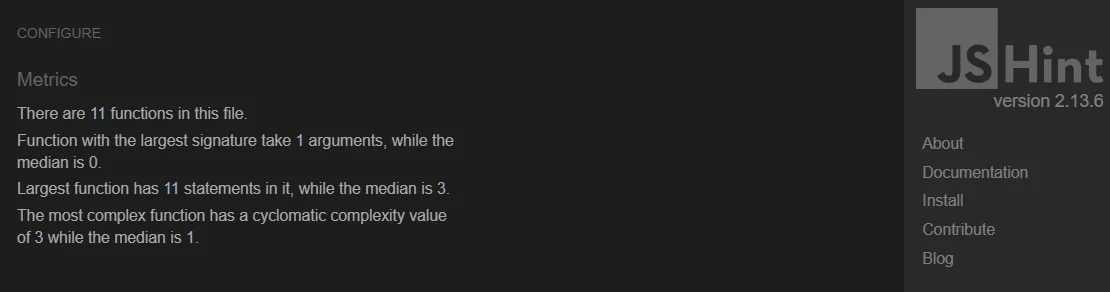 CONFIGURE
Metrics
There are 11 functions in this file.
Function with the largest signature take 1 arguments, while the
median is 0.
Largest function has 11 statements in it, while the median is 3.
The most complex function has a cyclomatic complexity value
of 3 while the median is 1.
JSHint
version 2.13.6
About
Documentation
Install
Contribute
Blog